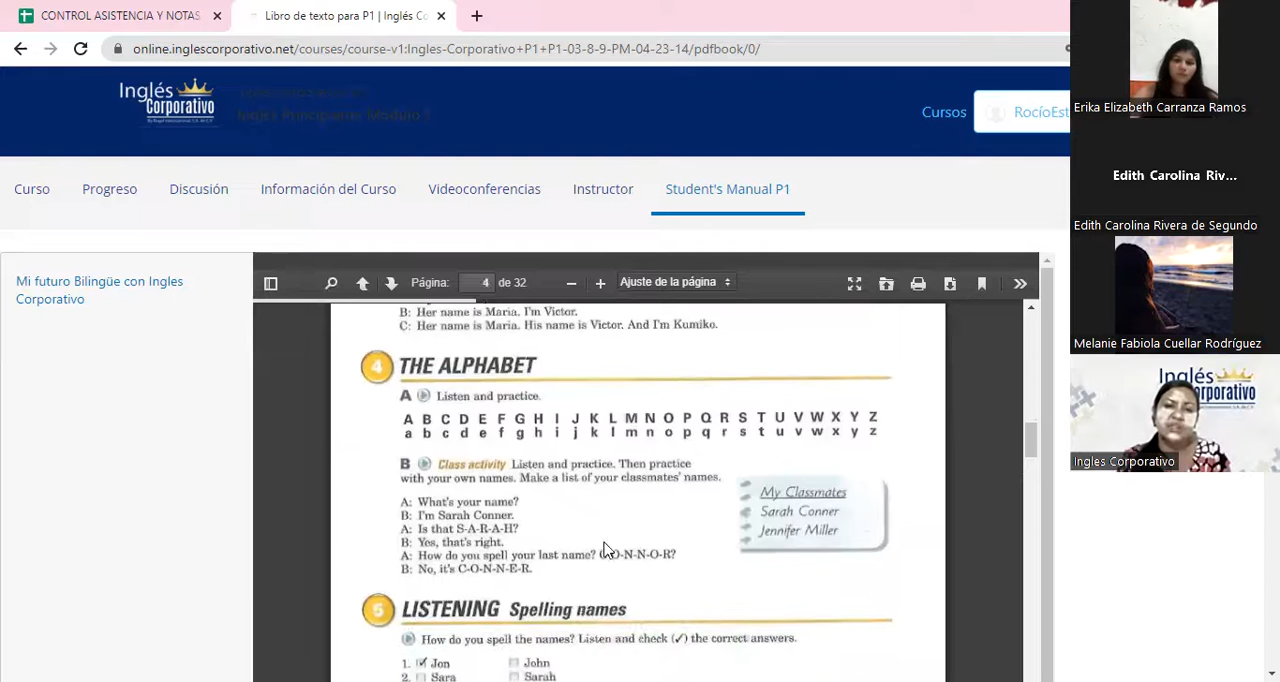 CONTROL ASISTENCIA Y NOTAS
Libro de texto para P1 | Inglés Co
online.inglescorporativo.net/courses/course-v1:Ingles-Corporativo+P1+P1-03-8-9-PM-04-23-14/pdfbook/0/
Inglés
Corporativo
Cursos
RocíoEst
Curso
Progreso
Discusión
Información del Curso
Videoconferencias
Instructor
Student's Manual P1
Mi futuro Bilingüe con Ingles
Corporativo
Página: 4 de 32
Ajuste de la página
B: Her name is Maria. I'm Victor.
C: Her name is Maria. His name is Victor. And I'm Kumiko.
4 THE ALPHABET
A Listen and practice.
A B C D E F G H I J K L M N O P Q R S T U V W X Y Z
a b c d e f g h i j k l m n o p q r s t u v w x y z
B Class activity Listen and practice. Then practice
with your own names. Make a list of your classmates' names.
A: What's your name?
B: I'm Sarah Conner.
A: Is that S-A-R-A-H?
B: Yes, that's right.
A: How do you spell your last name? C-O-N-N-O-R?
B: No, it's C-O-N-N-E-R.
My Classmates
Sarah Conner
Jennifer Miller
5 LISTENING Spelling names
How do you spell the names? Listen and check (✓) the correct answers.
1. ✓ Jon John
2. Sara Sarah
Erika Elizabeth Carranza Ramos
Edith Carolina Riv...
Edith Carolina Rivera de Segundo
Melanie Fabiola Cuellar Rodríguez
Inglés
Corporativo
Ingles Corporativo